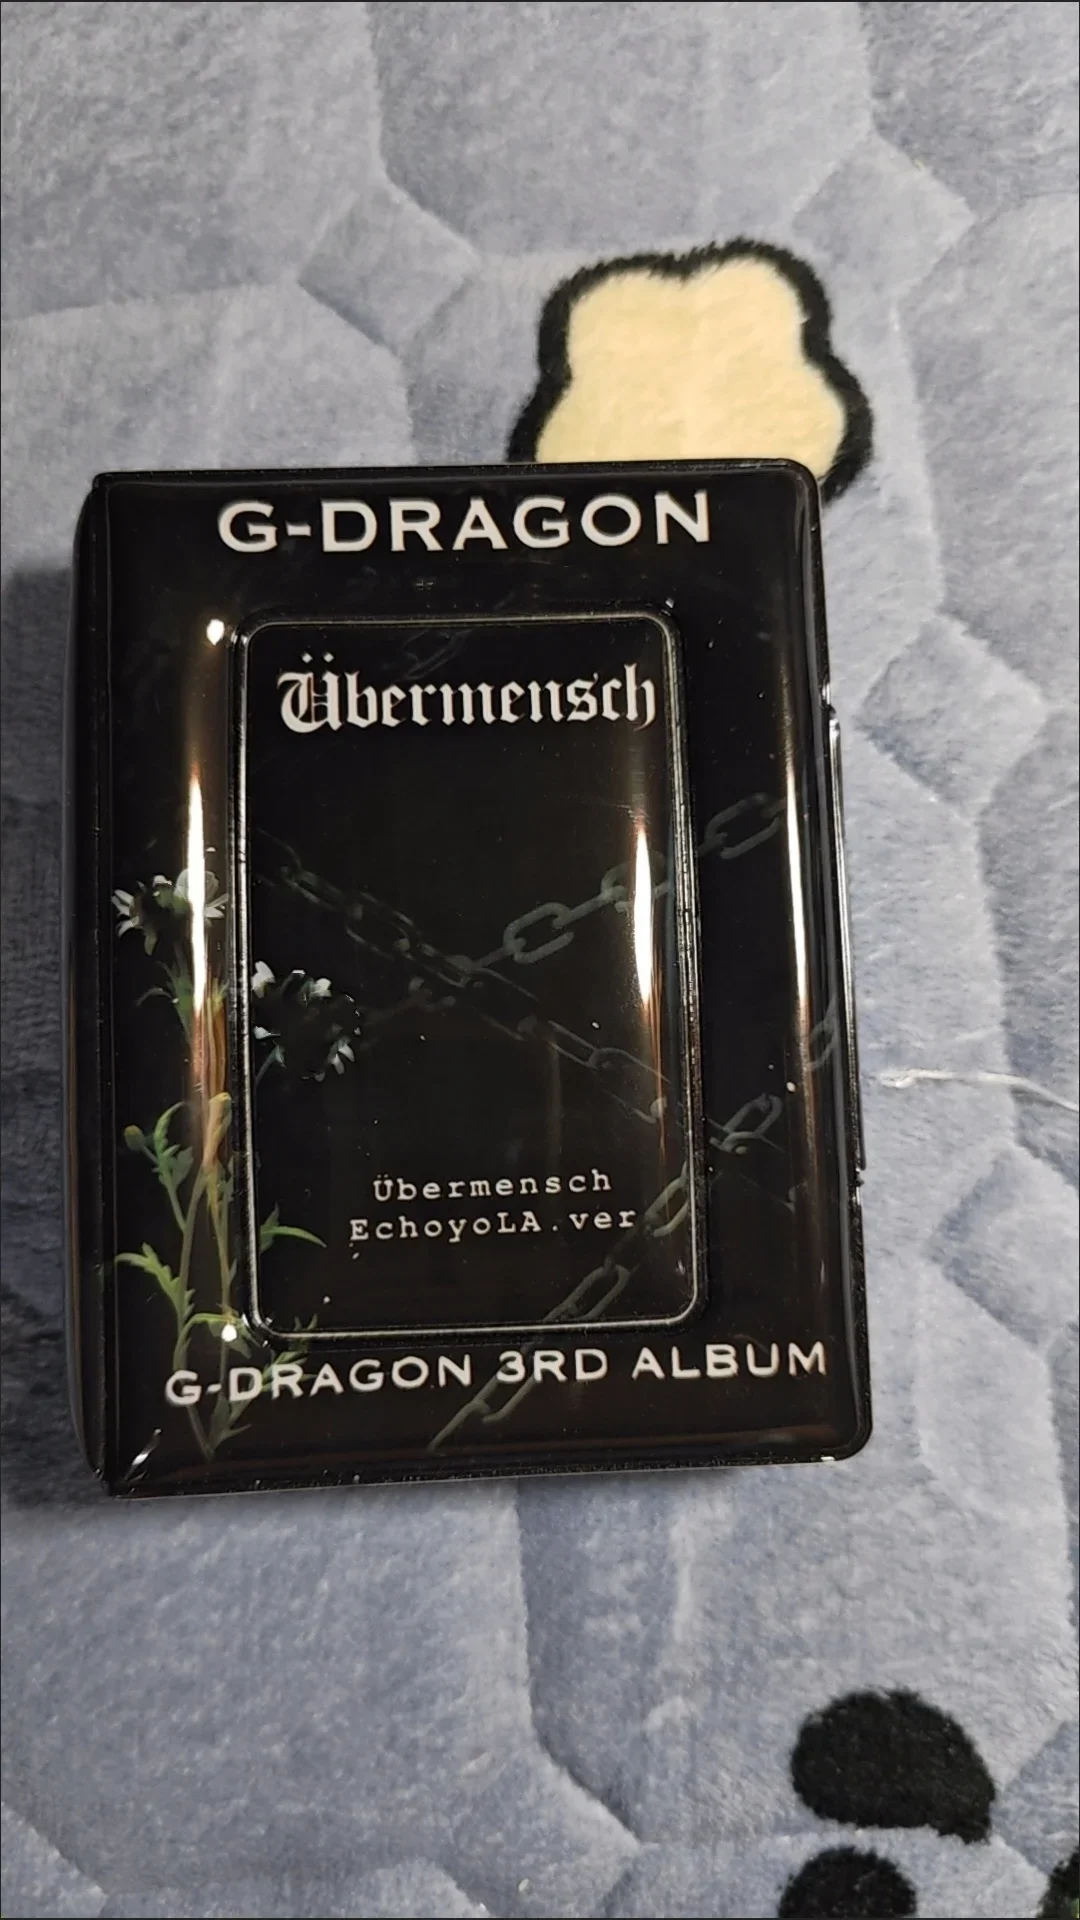 G-DRAGON
Übermensch
Übermensch
EchoyoLA.ver
G-DRAGON 3RD ALBUM